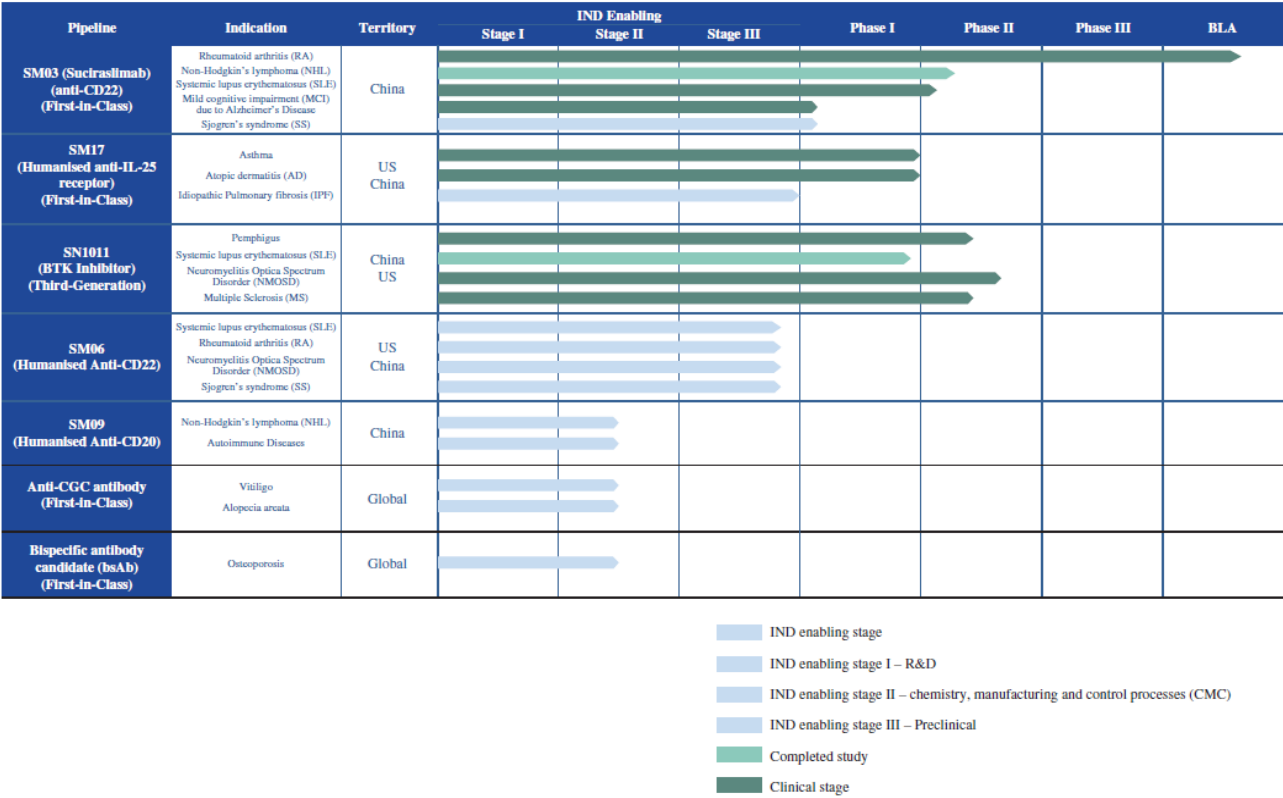 Pipeline
Indication
Territory
IND Enabling
Stage I
Stage II
Stage III
Phase I
Phase II
Phase III
BLA
SM03 (Suciraslimab)
(anti-CD22)
(First-in-Class)
Rheumatoid arthritis (RA)
Non-Hodgkin's lymphoma (NHL)
Systemic lupus erythematosus (SLE)
Mild cognitive impairment (MCI)
due to Alzheimer's Disease
Sjogren's syndrome (SS)
China
SM17
(Humanised anti-IL-25
receptor)
(First-in-Class)
Asthma
Atopic dermatitis (AD)
Idiopathic Pulmonary fibrosis (IPF)
US
China
SN1011
(BTK Inhibitor)
(Third-Generation)
Pemphigus
Systemic lupus erythematosus (SLE)
Neuromyelitis Optica Spectrum
Disorder (NMOSD)
Multiple Sclerosis (MS)
China
US
SM06
(Humanised Anti-CD22)
Systemic lupus erythematosus (SLE)
Rheumatoid arthritis (RA)
Neuromyelitis Optica Spectrum
Disorder (NMOSD)
Sjogren's syndrome (SS)
US
China
SM09
(Humanised Anti-CD20)
Non-Hodgkin's lymphoma (NHL)
Autoimmune Diseases
China
Anti-CGC antibody
(First-in-Class)
Vitiligo
Alopecia areata
Global
Bispecific antibody
candidate (bsAb)
(First-in-Class)
Osteoporosis
Global
IND enabling stage
IND enabling stage I – R&D
IND enabling stage II – chemistry, manufacturing and control processes (CMC)
IND enabling stage III – Preclinical
Completed study
Clinical stage